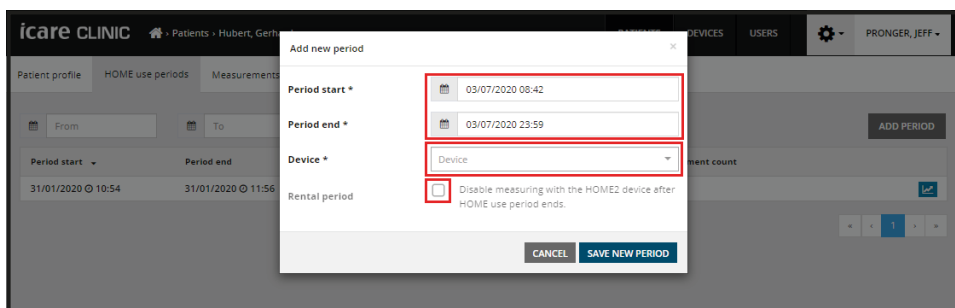 icare CLINIC
Patients › Hubert,
DEVICES
USERS
PRONGER, JEFF
Patient profile
HOME use periods
Measurements
Add new period
×
Period start *
03/07/2020 08:42
Period end *
03/07/2020 23:59
Device *
Device
Rental period
Disable measuring with the HOME2 device after
HOME use period ends.
CANCEL
SAVE NEW PERIOD
From
To
ADD PERIOD
Period start
Period end
ment count
31/01/2020 10:54
31/01/2020 11:56
« ‹ 1 › »